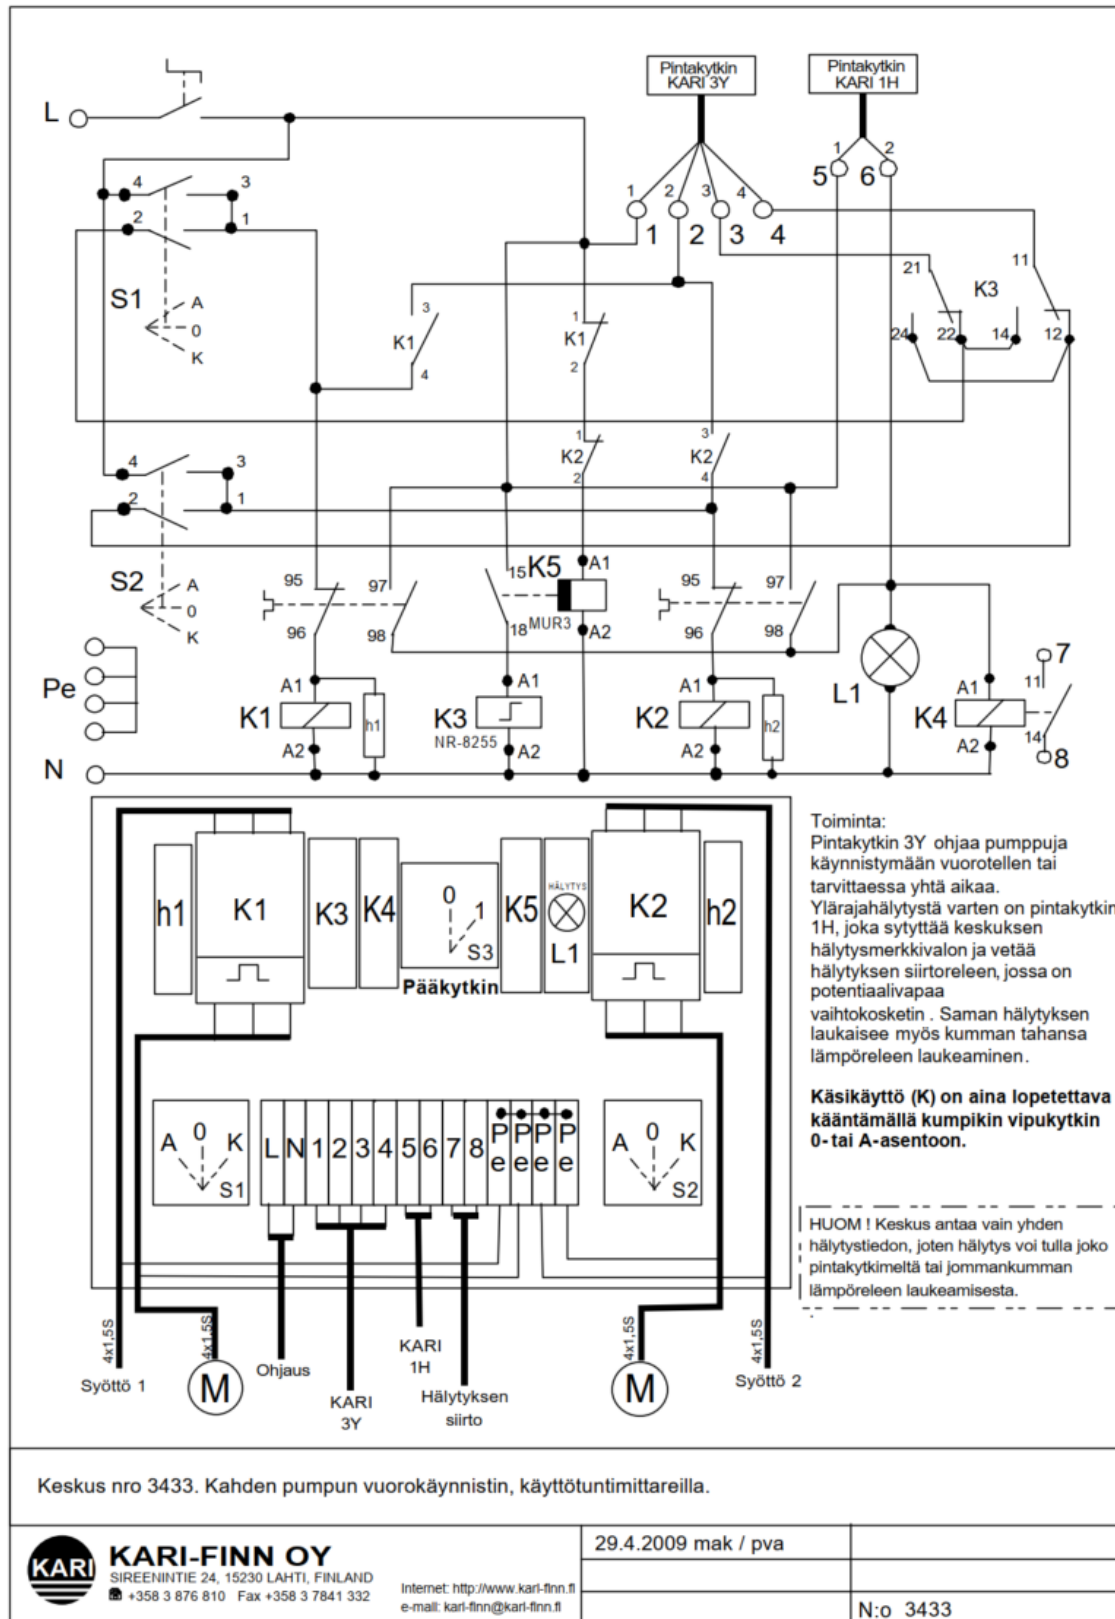 Pintakytkin
KARI 3Y
Pintakytkin
KARI 1H
L
1 2 3 4
1 2
5 6
1 2 3 4
4 3
2 1
S1
A
0
K
3
K1
4
1
K1
2
21 11
K3
24 22 14 12
1
K2
2
3
K2
4
4 3
2 1
S2
A
0
K
95 97
96 98
15 K5 A1
18 MUR3 A2
95 97
96 98
Pe
A1
K1 h1
A2
A1
K3
NR-8255 A2
A1
K2 h2
A2
L1
A1
K4
A2
7
11
14
8
N
h1 K1 K3 K4 0 1 S3 K5 HÄLYTYS L1 K2 h2
Pääkytkin
A 0 K S1
L N 1 2 3 4 5 6 7 8 Pe Pe Pe Pe
A 0 K S2
4x1,5S 4x1,5S 4x1,5S 4x1,5S
Syöttö 1
M
Ohjaus
KARI
3Y
KARI
1H
Hälytyksen
siirto
M
Syöttö 2
Toiminta:
Pintakytkin 3Y ohjaa pumppuja
käynnistymään vuorotellen tai
tarvittaessa yhtä aikaa.
Ylärajahälytystä varten on pintakytkin
1H, joka sytyttää keskuksen
hälytysmerkkivalon ja vetää
hälytyksen siirtoreleen, jossa on
potentiaalivapaa
vaihtokosketin . Saman hälytyksen
laukaisee myös kumman tahansa
lämpöreleen laukeaminen.
Käsikäyttö (K) on aina lopetettava
kääntämällä kumpikin vipukytkin
0- tai A-asentoon.
HUOM ! Keskus antaa vain yhden
hälytystiedon, joten hälytys voi tulla joko
pintakytkimeltä tai jommankumman
lämpöreleen laukeamisesta.
Keskus nro 3433. Kahden pumpun vuorokäynnistin, käyttötuntimittareilla.
KARI
KARI-FINN OY
SIREENINTIE 24, 15230 LAHTI, FINLAND
+358 3 876 810 Fax +358 3 7841 332
Internet: http://www.kari-finn.fi
e-mail: kari-finn@kari-finn.fi
29.4.2009 mak / pva
N:o 3433